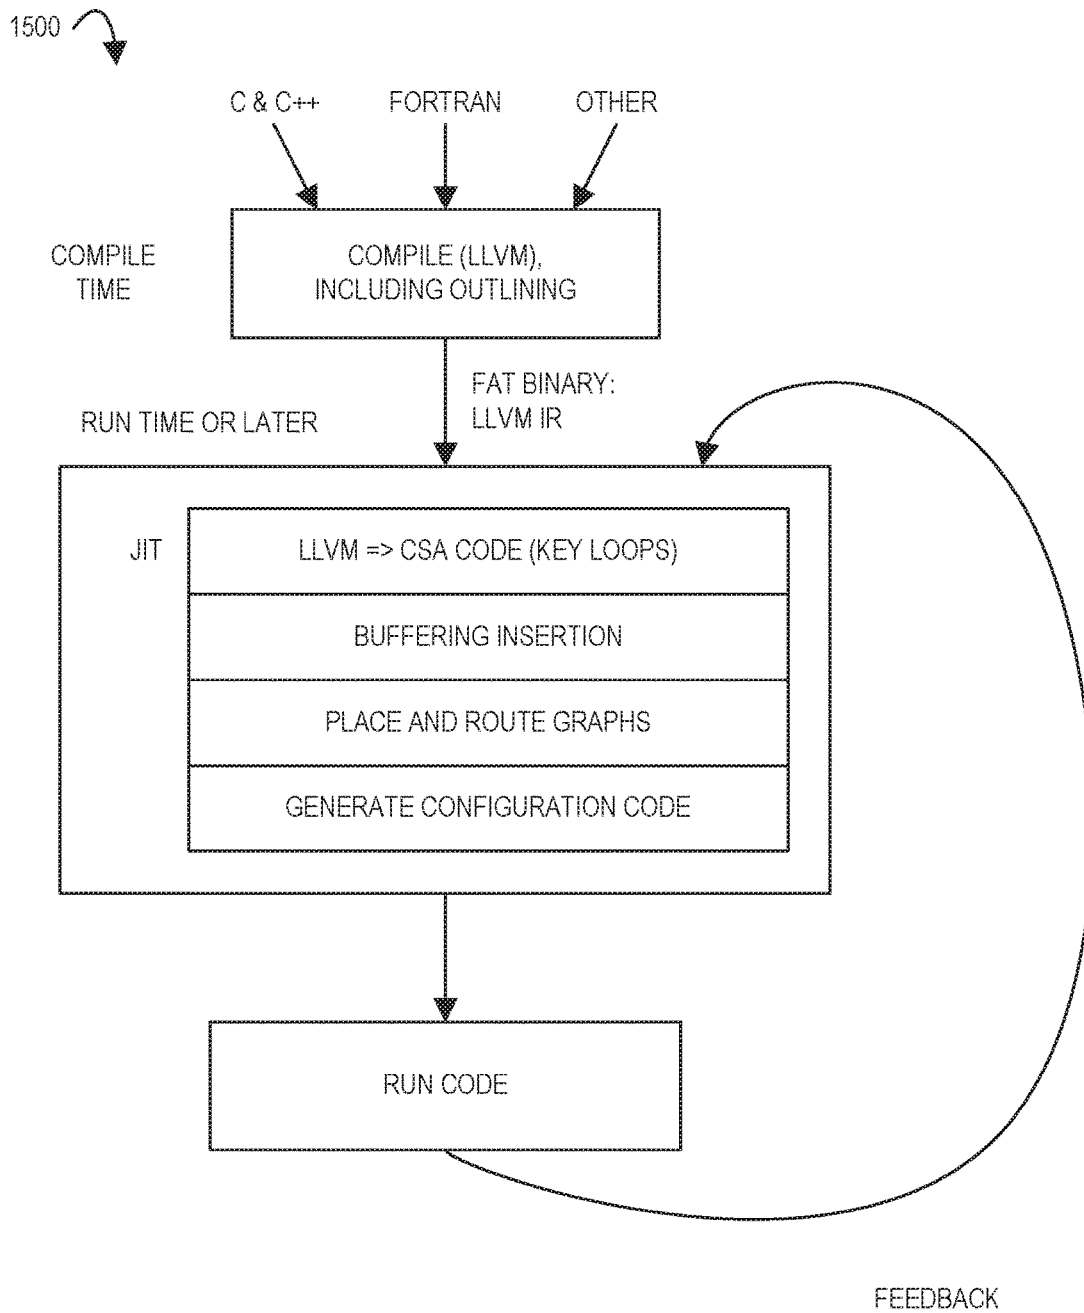 1500
C & C++
FORTRAN
OTHER
COMPILE
TIME
COMPILE (LLVM),
INCLUDING OUTLINING
FAT BINARY:
LLVM IR
RUN TIME OR LATER
JIT
LLVM => CSA CODE (KEY LOOPS)
BUFFERING INSERTION
PLACE AND ROUTE GRAPHS
GENERATE CONFIGURATION CODE
RUN CODE
FEEDBACK